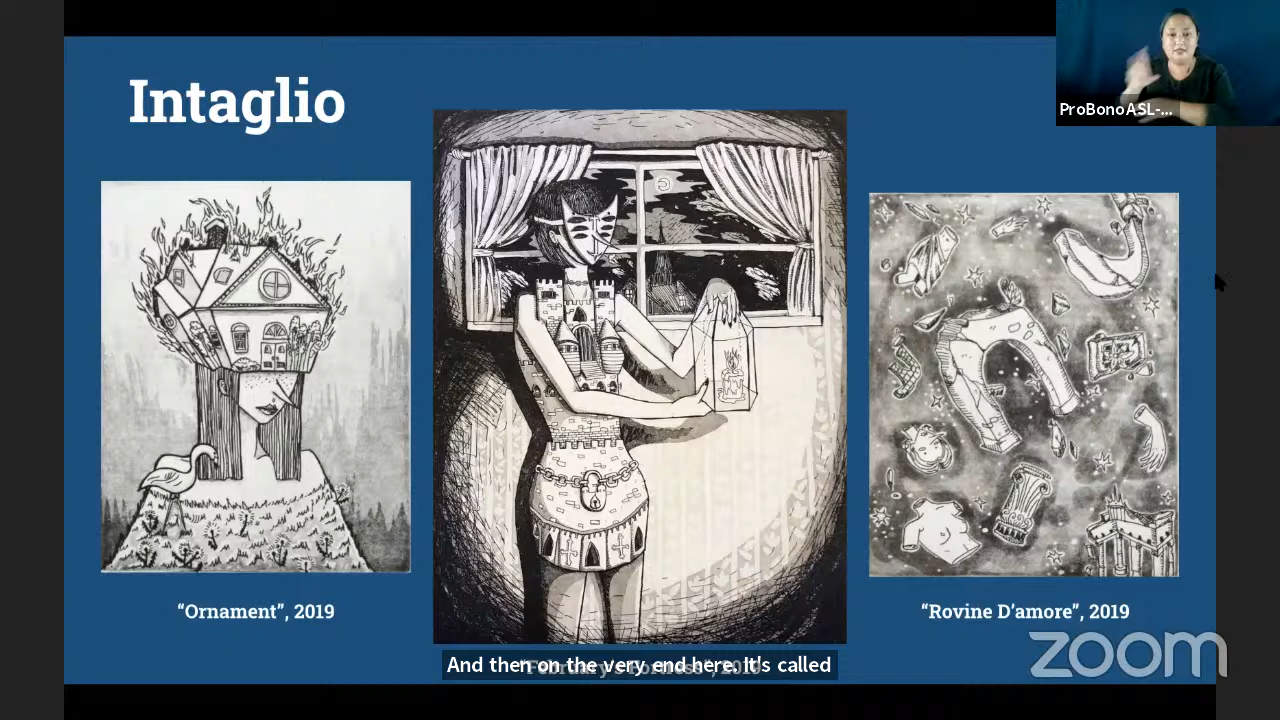 Intaglio
ProBonoASL-...
“Ornament”, 2019
“Rovine D’amore”, 2019
And then on the very end here. It's called
zoom